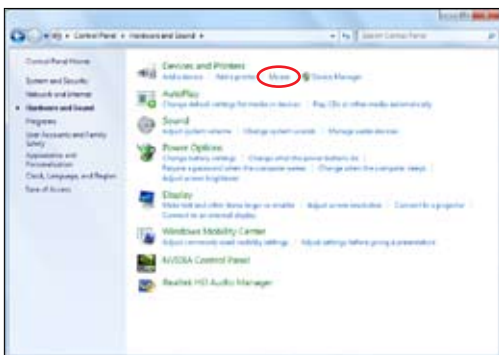 Control Panel ▸ Hardware and Sound ▸
Search Control Panel
Control Panel Home
System and Security
Network and Internet
Hardware and Sound
Programs
User Accounts and Family
Safety
Appearance and
Personalization
Clock, Language, and Region
Ease of Access
Devices and Printers
Add a device Add a printer Mouse Device Manager
AutoPlay
Change default settings for media or devices Play CDs or other media automatically
Sound
Adjust system volume Change system sounds Manage audio devices
Power Options
Change battery settings Change what the power buttons do
Require a password when the computer wakes Change when the computer sleeps
Adjust screen brightness
Display
Make text and other items larger or smaller Adjust screen resolution Connect to a projector
Connect to an external display
Windows Mobility Center
Adjust commonly used mobility settings Adjust settings before giving a presentation
NVIDIA Control Panel
Realtek HD Audio Manager